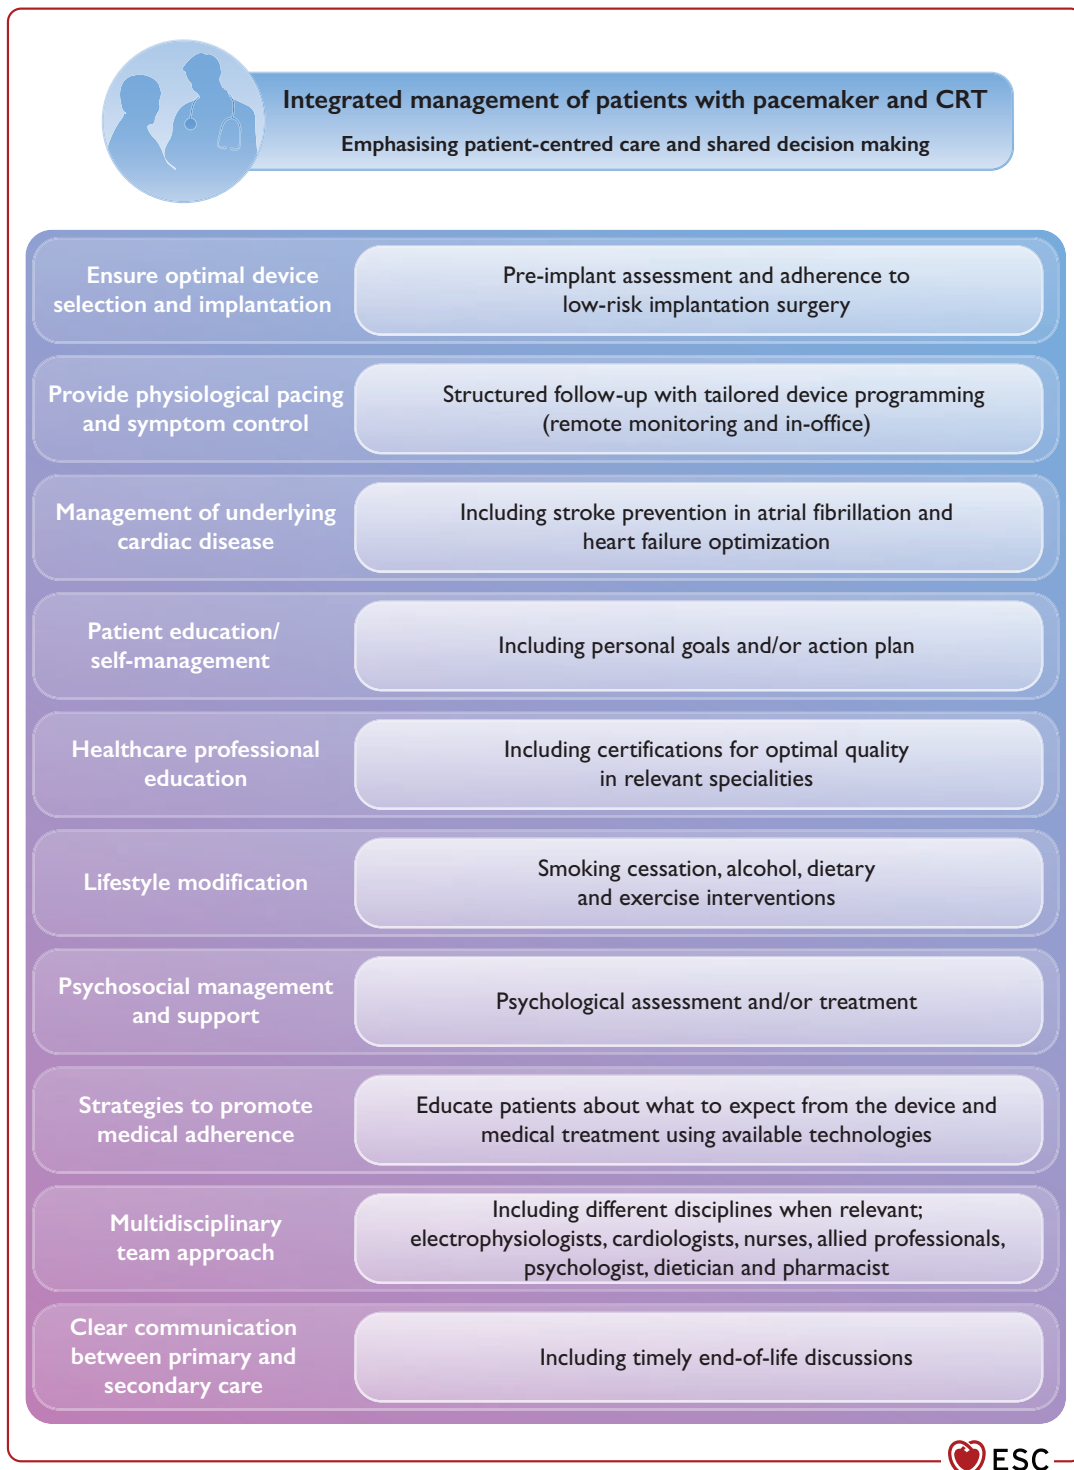 Integrated management of patients with pacemaker and CRT
Emphasising patient-centred care and shared decision making
Ensure optimal device
selection and implantation
Pre-implant assessment and adherence to
low-risk implantation surgery
Provide physiological pacing
and symptom control
Structured follow-up with tailored device programming
(remote monitoring and in-office)
Management of underlying
cardiac disease
Including stroke prevention in atrial fibrillation and
heart failure optimization
Patient education/
self-management
Including personal goals and/or action plan
Healthcare professional
education
Including certifications for optimal quality
in relevant specialities
Lifestyle modification
Smoking cessation, alcohol, dietary
and exercise interventions
Psychosocial management
and support
Psychological assessment and/or treatment
Strategies to promote
medical adherence
Educate patients about what to expect from the device and
medical treatment using available technologies
Multidisciplinary
team approach
Including different disciplines when relevant;
electrophysiologists, cardiologists, nurses, allied professionals,
psychologist, dietician and pharmacist
Clear communication
between primary and
secondary care
Including timely end-of-life discussions
ESC